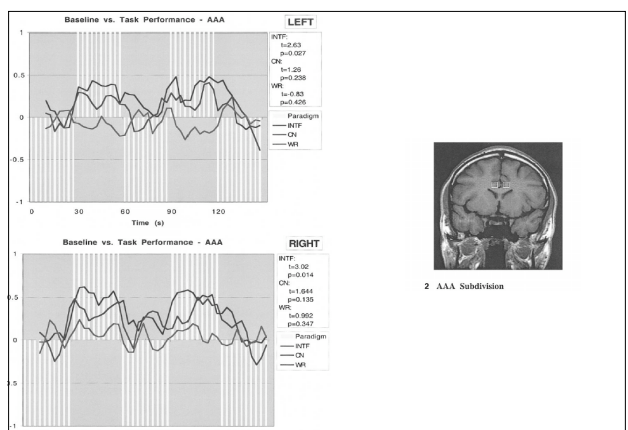 Baseline vs. Task Performance - AAA
LEFT
1
0.5
0
-0.5
-1
0 30 60 90 120
Time (s)
INTF:
t=2.63
p=0.027
CN:
t=1.26
p=0.238
WR:
t=-0.83
p=0.426
Paradigm
INTF
CN
WR
Baseline vs. Task Performance - AAA
RIGHT
1
0.5
0
0.5
-1
INTF:
t=3.02
p=0.014
CN:
t=1.644
p=0.135
WR:
t=0.992
p=0.347
Paradigm
INTF
CN
WR
2 AAA Subdivision